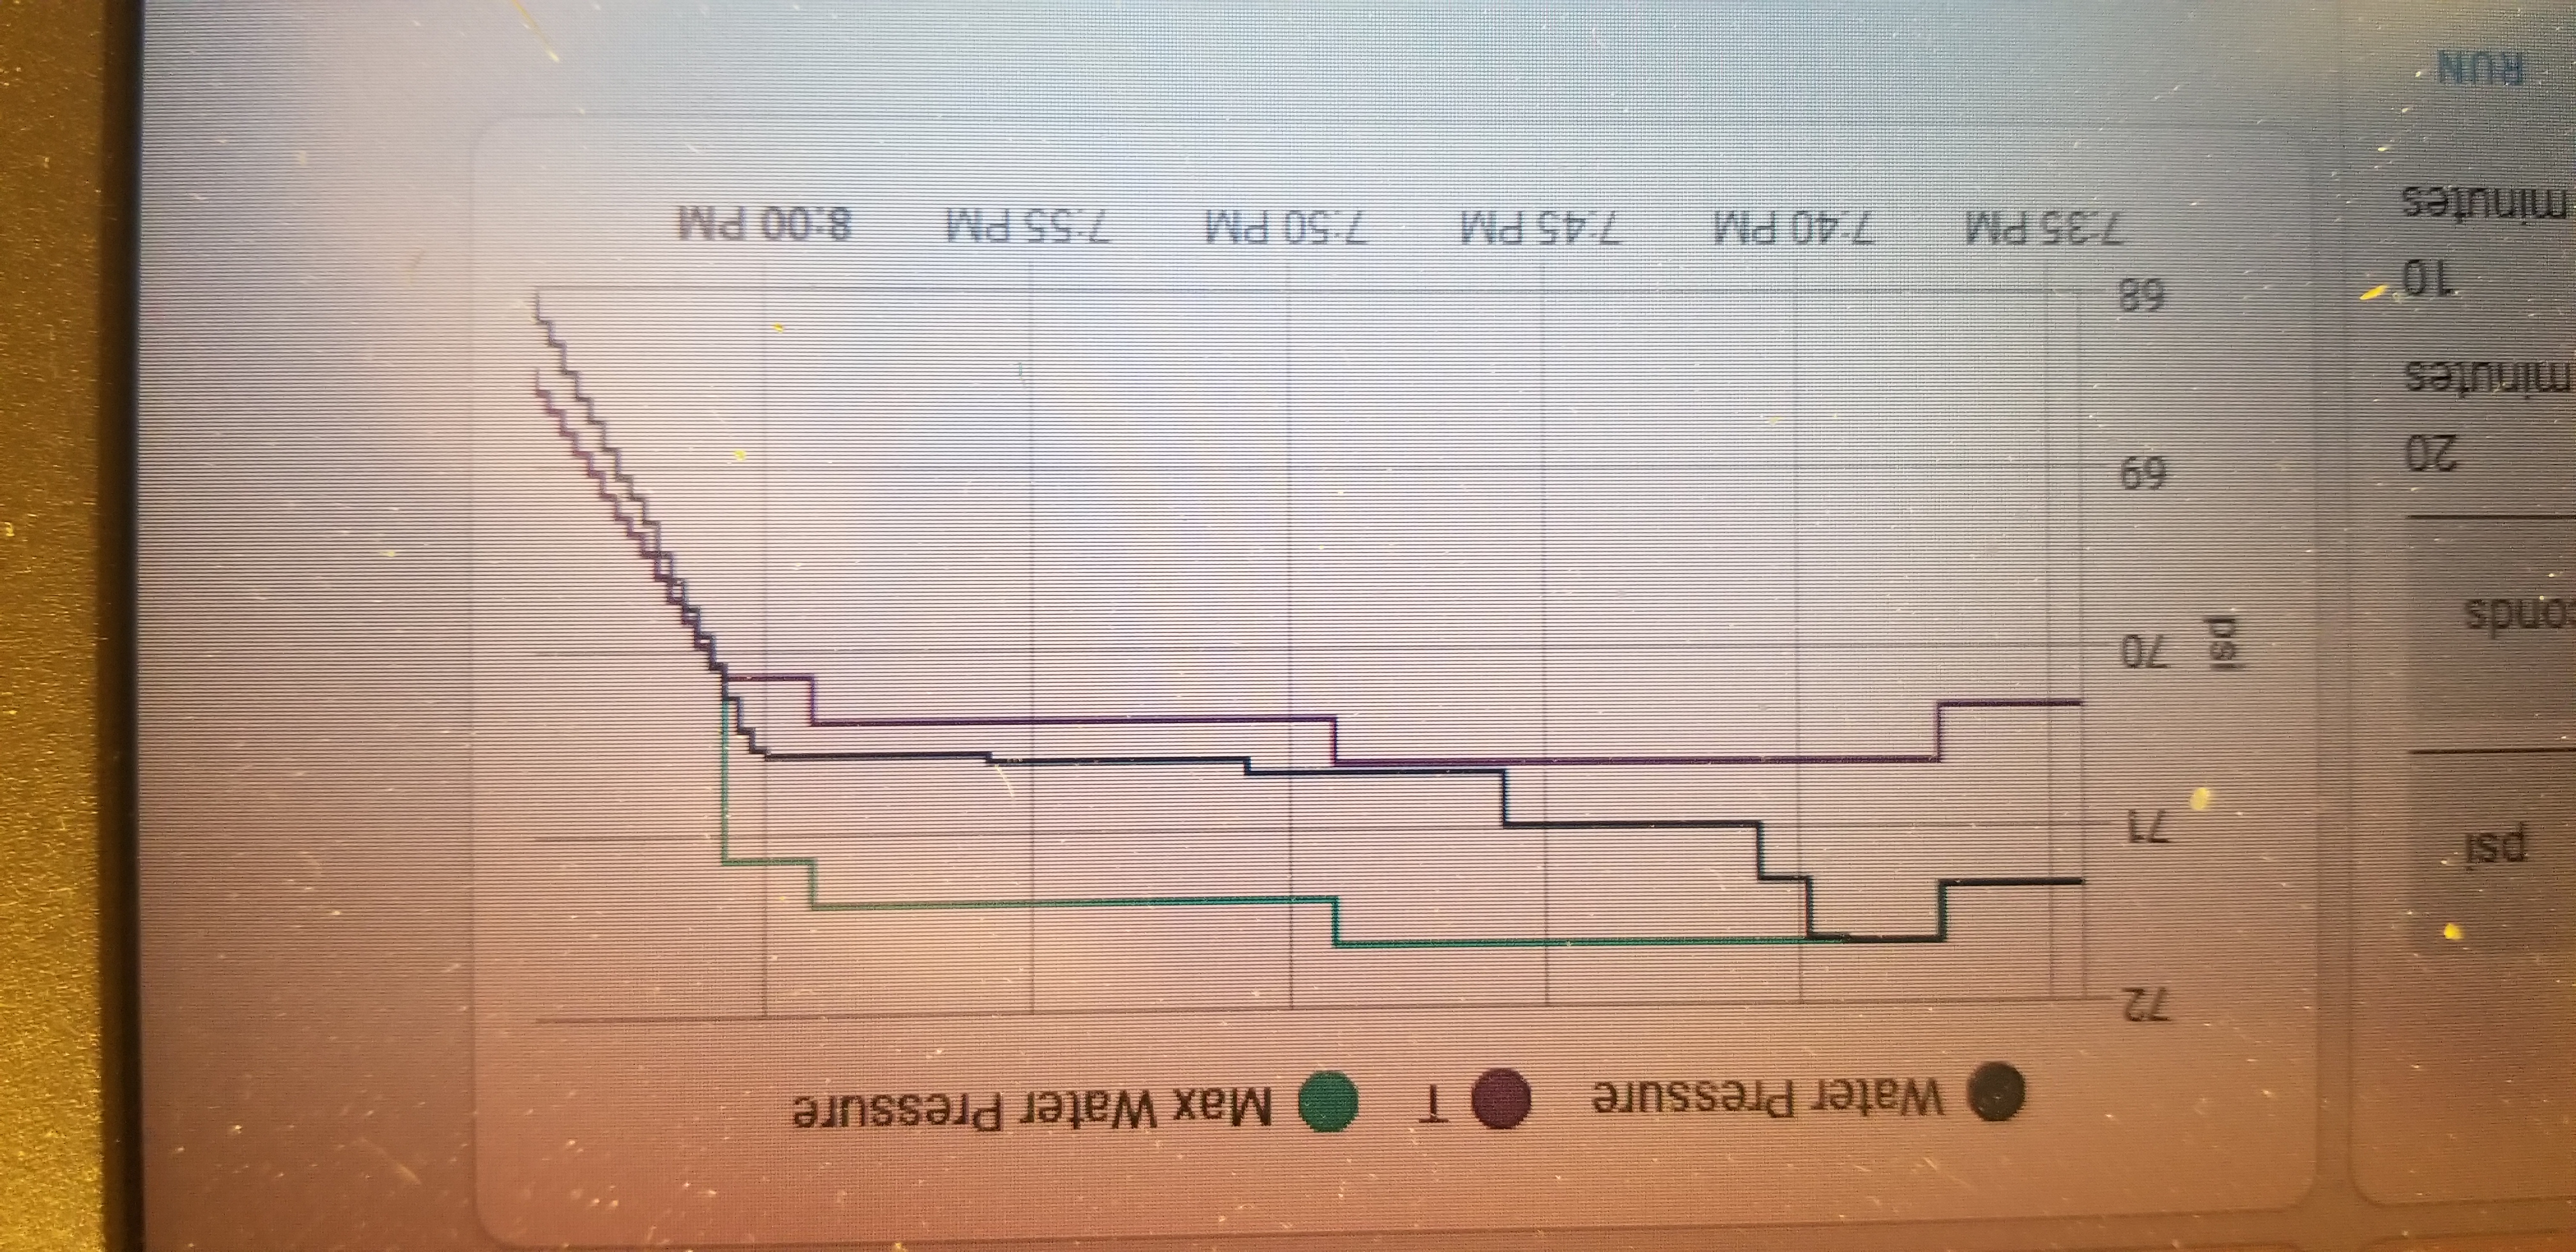 Water Pressure T Max Water Pressure
72
psi
71
psi
70
conds
69
20
minutes
68
10
7:35 PM 7:40 PM 7:45 PM 7:50 PM 7:55 PM 8:00 PM
minutes
RUN